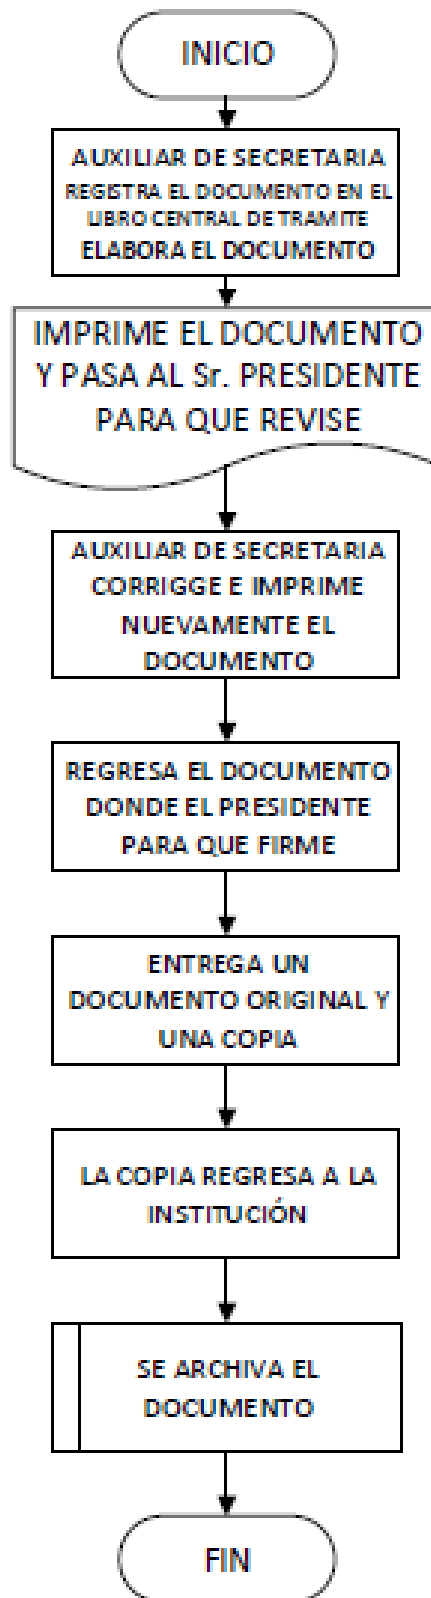 INICIO
AUXILIAR DE SECRETARIA
REGISTRA EL DOCUMENTO EN EL
LIBRO CENTRAL DE TRAMITE
ELABORA EL DOCUMENTO
IMPRIME EL DOCUMENTO
Y PASA AL Sr. PRESIDENTE
PARA QUE REVISE
AUXILIAR DE SECRETARIA
CORRIGGE E IMPRIME
NUEVAMENTE EL
DOCUMENTO
REGRESA EL DOCUMENTO
DONDE EL PRESIDENTE
PARA QUE FIRME
ENTREGA UN
DOCUMENTO ORIGINAL Y
UNA COPIA
LA COPIA REGRESA A LA
INSTITUCIÓN
SE ARCHIVA EL
DOCUMENTO
FIN